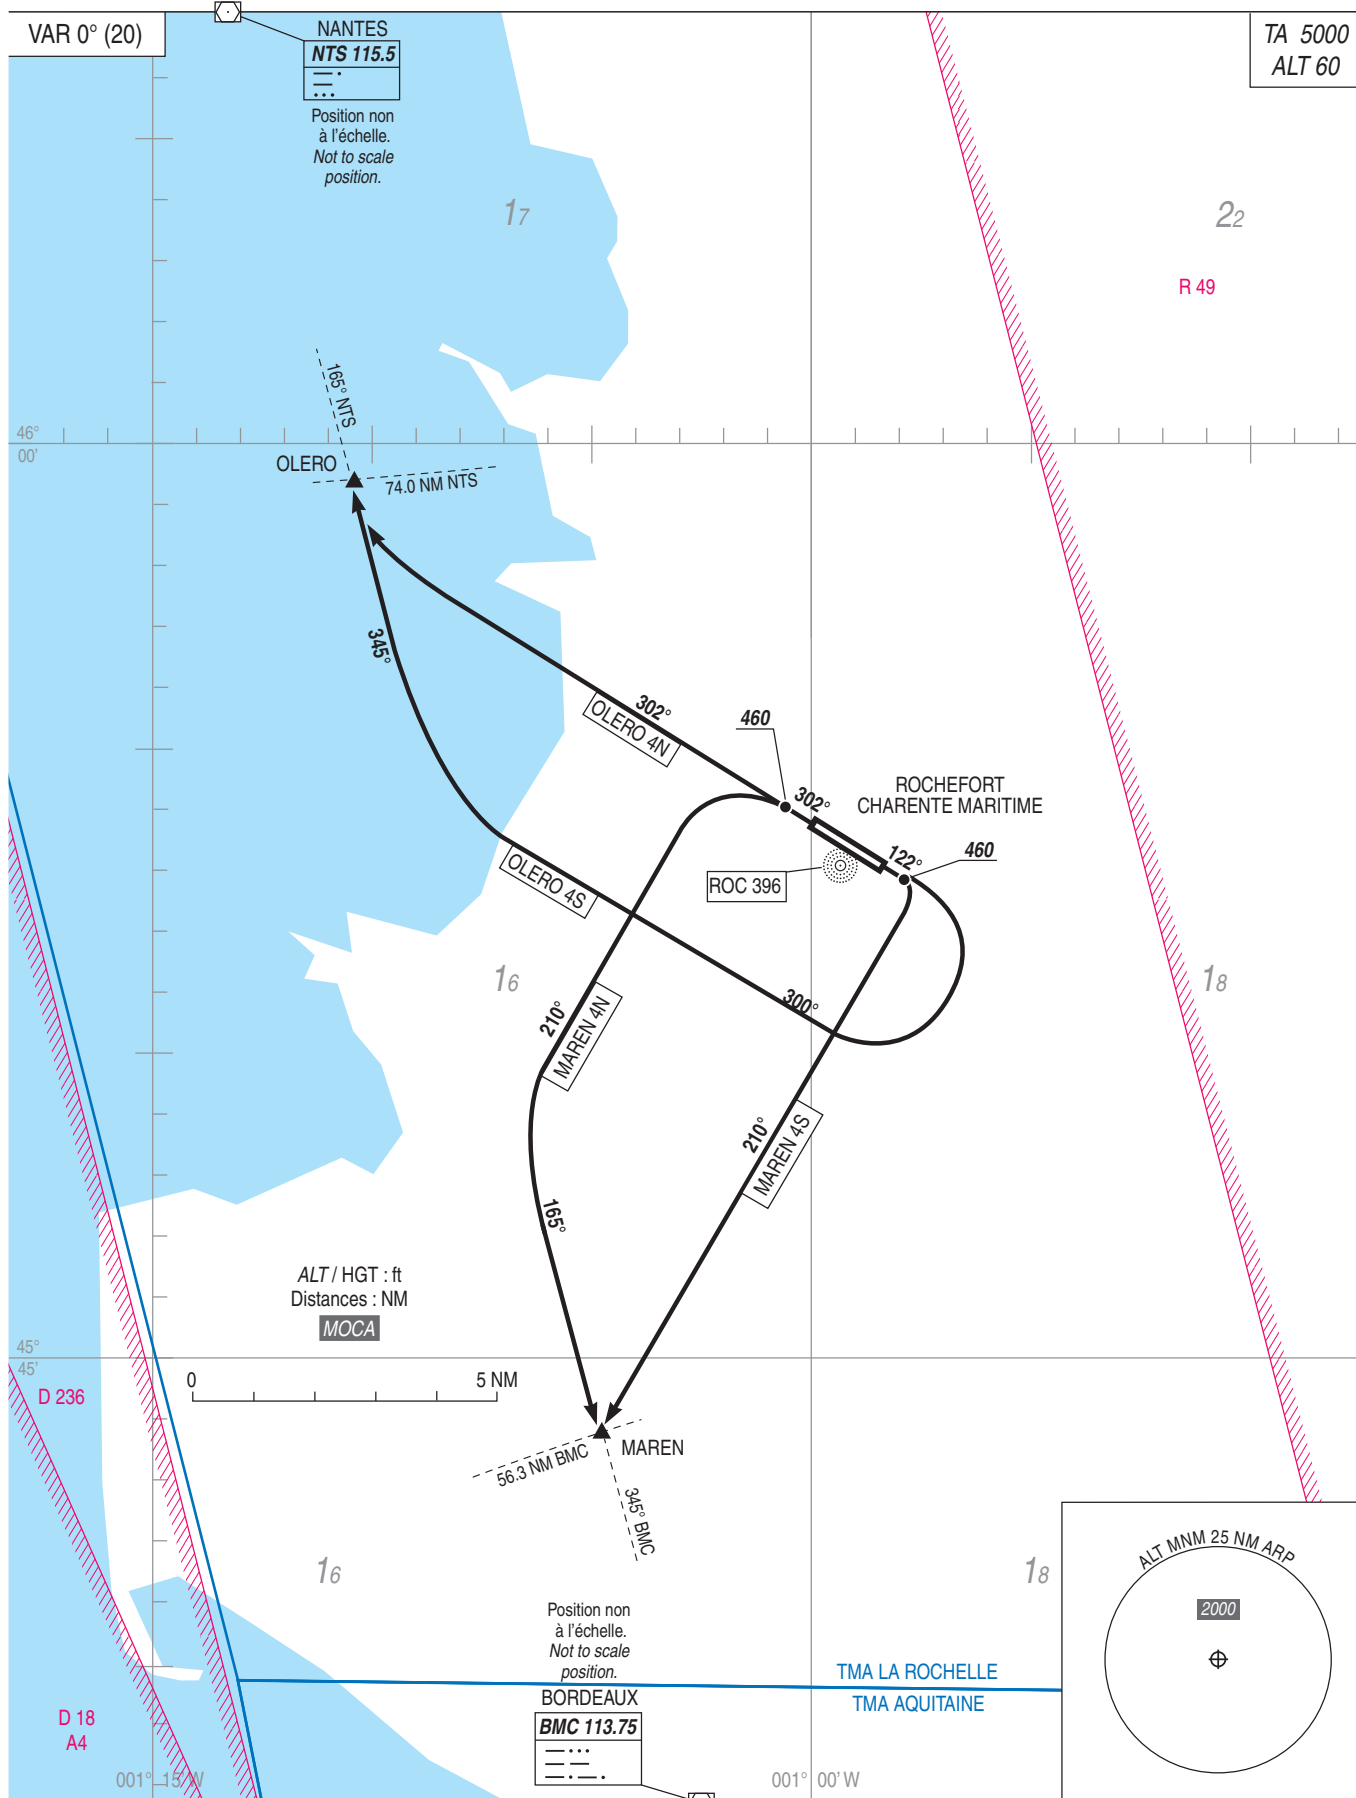 VAR 0° (20)
NANTES
NTS 115.5
Position non
à l'échelle.
Not to scale
position.
TA 5000
ALT 60
17
22
R 49
165° NTS
46°
00'
OLERO
74.0 NM NTS
345°
302°
OLERO 4N
460
302°
ROCHEFORT
CHARENTE MARITIME
122°
460
ROC 396
OLERO 4S
16
18
300°
210°
MAREN 4N
210°
MAREN 4S
165°
ALT / HGT : ft
Distances : NM
MOCA
45°
45'
0
5 NM
D 236
56.3 NM BMC
MAREN
345° BMC
16
18
ALT MNM 25 NM ARP
2000
Position non
à l'échelle.
Not to scale
position.
BORDEAUX
BMC 113.75
TMA LA ROCHELLE
TMA AQUITAINE
D 18
A4
001° 15' W
001° 00' W